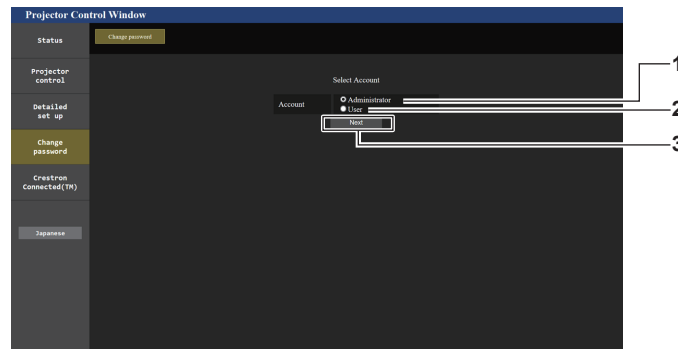 Projector Control Window
Status
Change password
Projector
control
Select Account
Account
Administrator
User
Next
1
2
3
Detailed
set up
Change
password
Crestron
Connected(TM)
Japanese